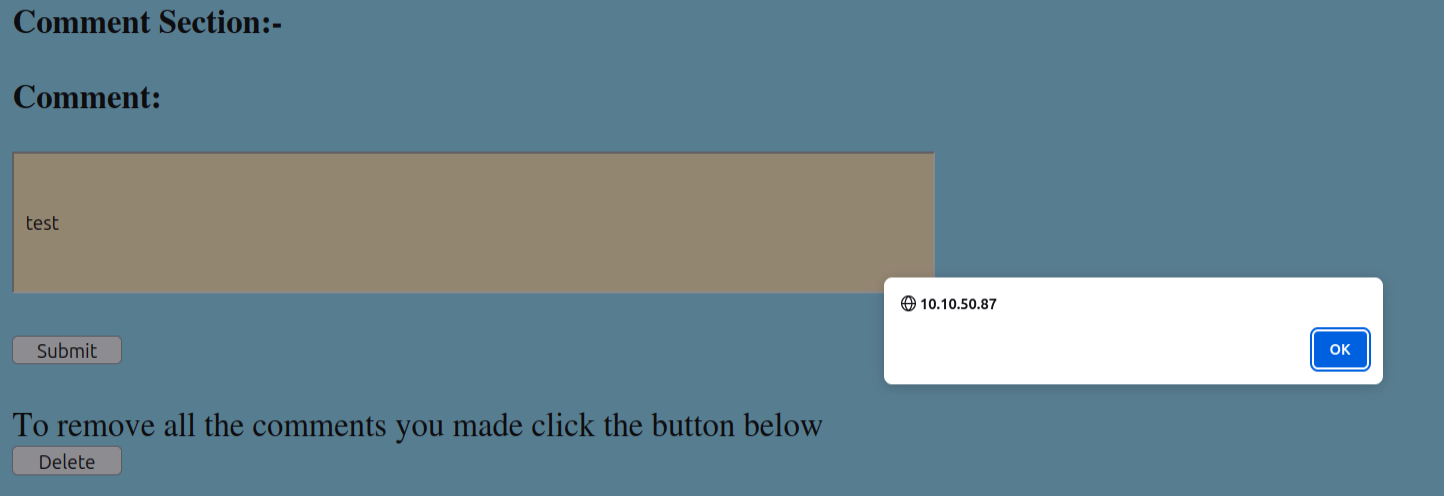 Comment Section:-
Comment:
test
10.10.50.87
OK
Submit
To remove all the comments you made click the button below
Delete